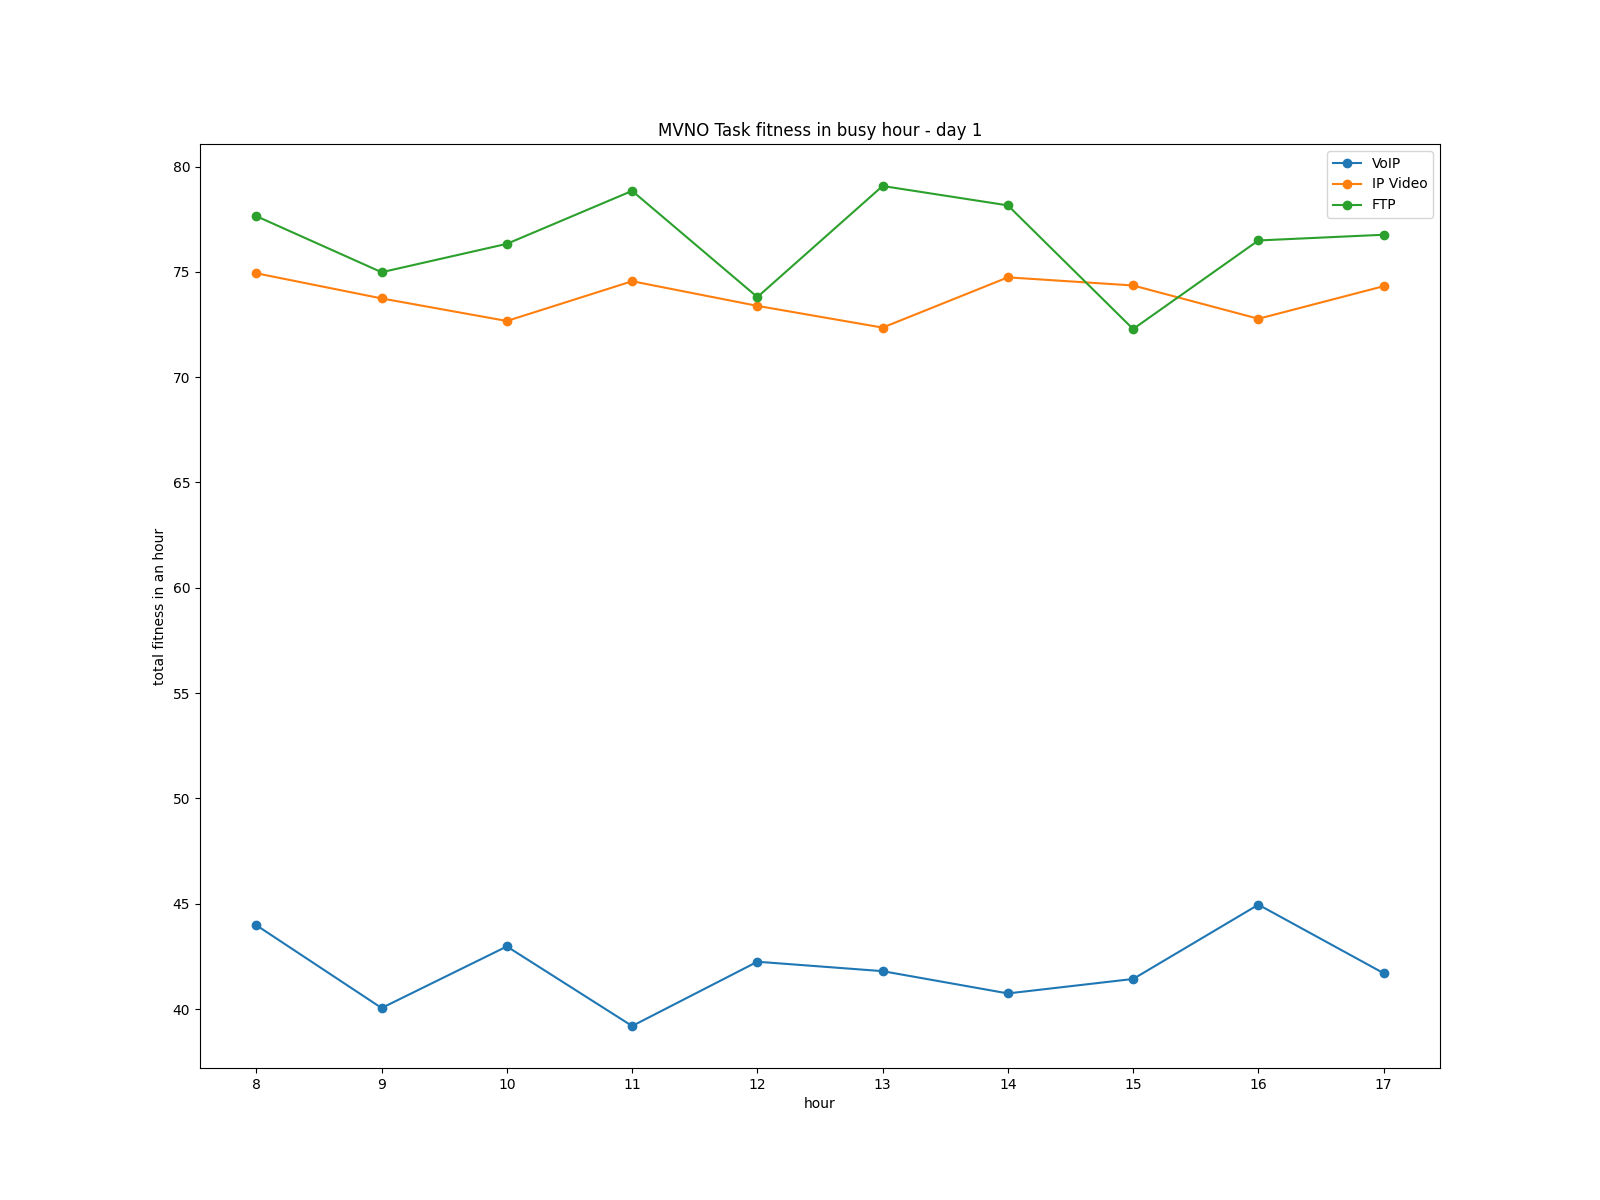 MVNO Task fitness in busy hour - day 1
VoIP
IP Video
FTP
80
75
70
65
60
55
50
45
40
total fitness in an hour
8 9 10 11 12 13 14 15 16 17
hour